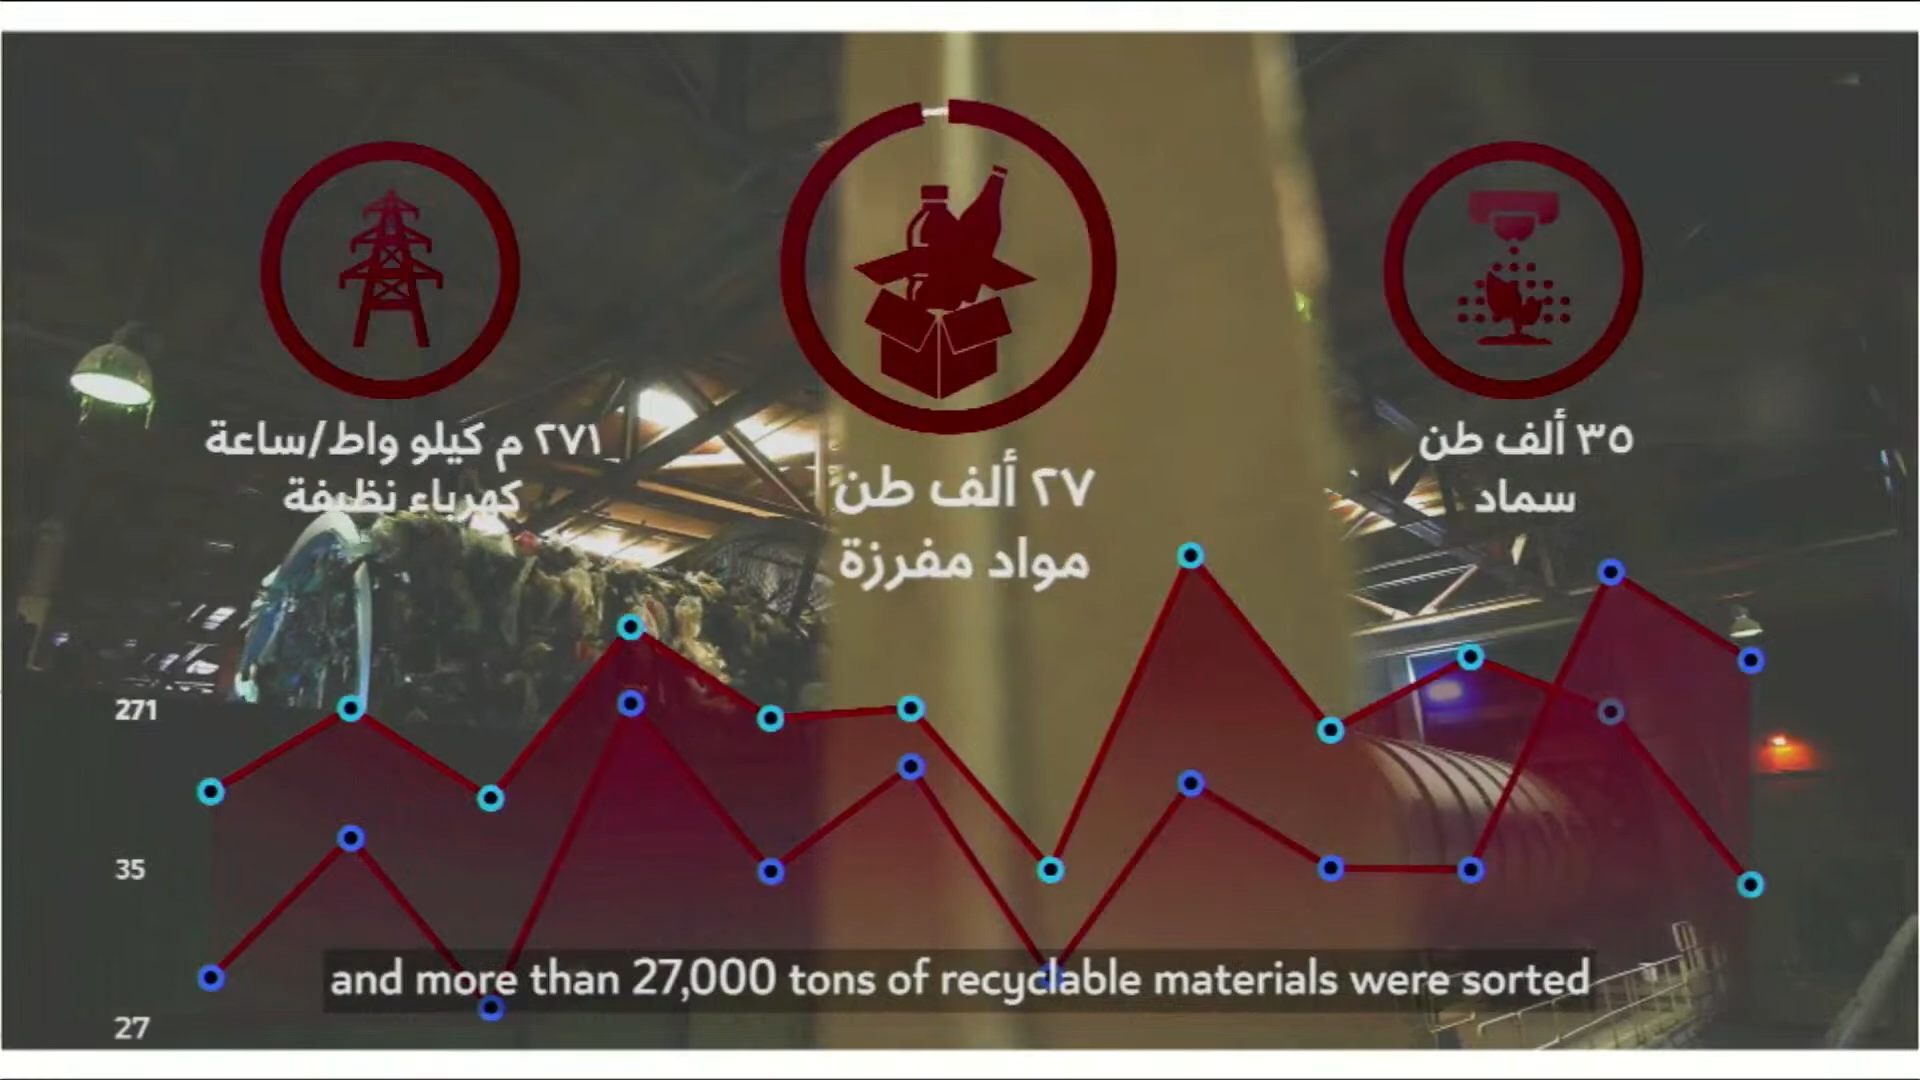 ٢٧١ م كيلو واط/ساعة
كهرباء نظيفة
٢٧ ألف طن
مواد مفرزة
٣٥ ألف طن
سماد
271
35
27
and more than 27,000 tons of recyclable materials were sorted